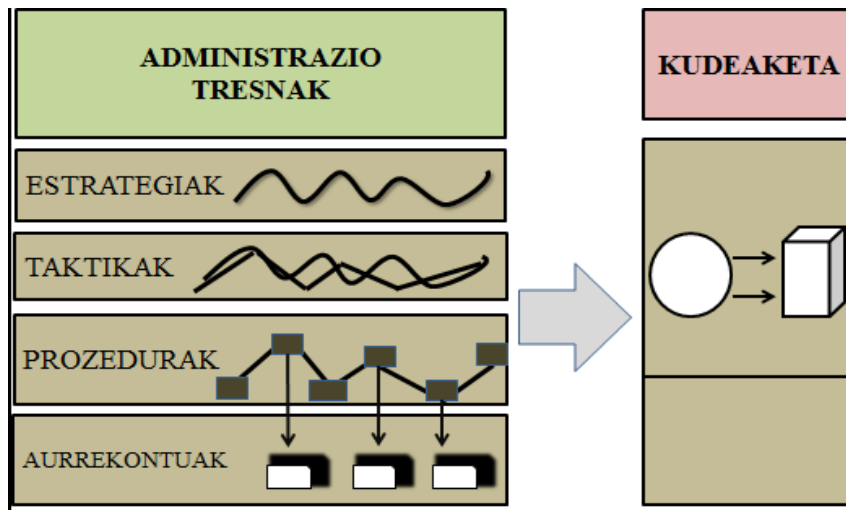 ADMINISTRAZIO
TRESNAK
KUDEAKETA
ESTRATEGIAK
TAKTIKAK
PROZEDURAK
AURREKONTUAK